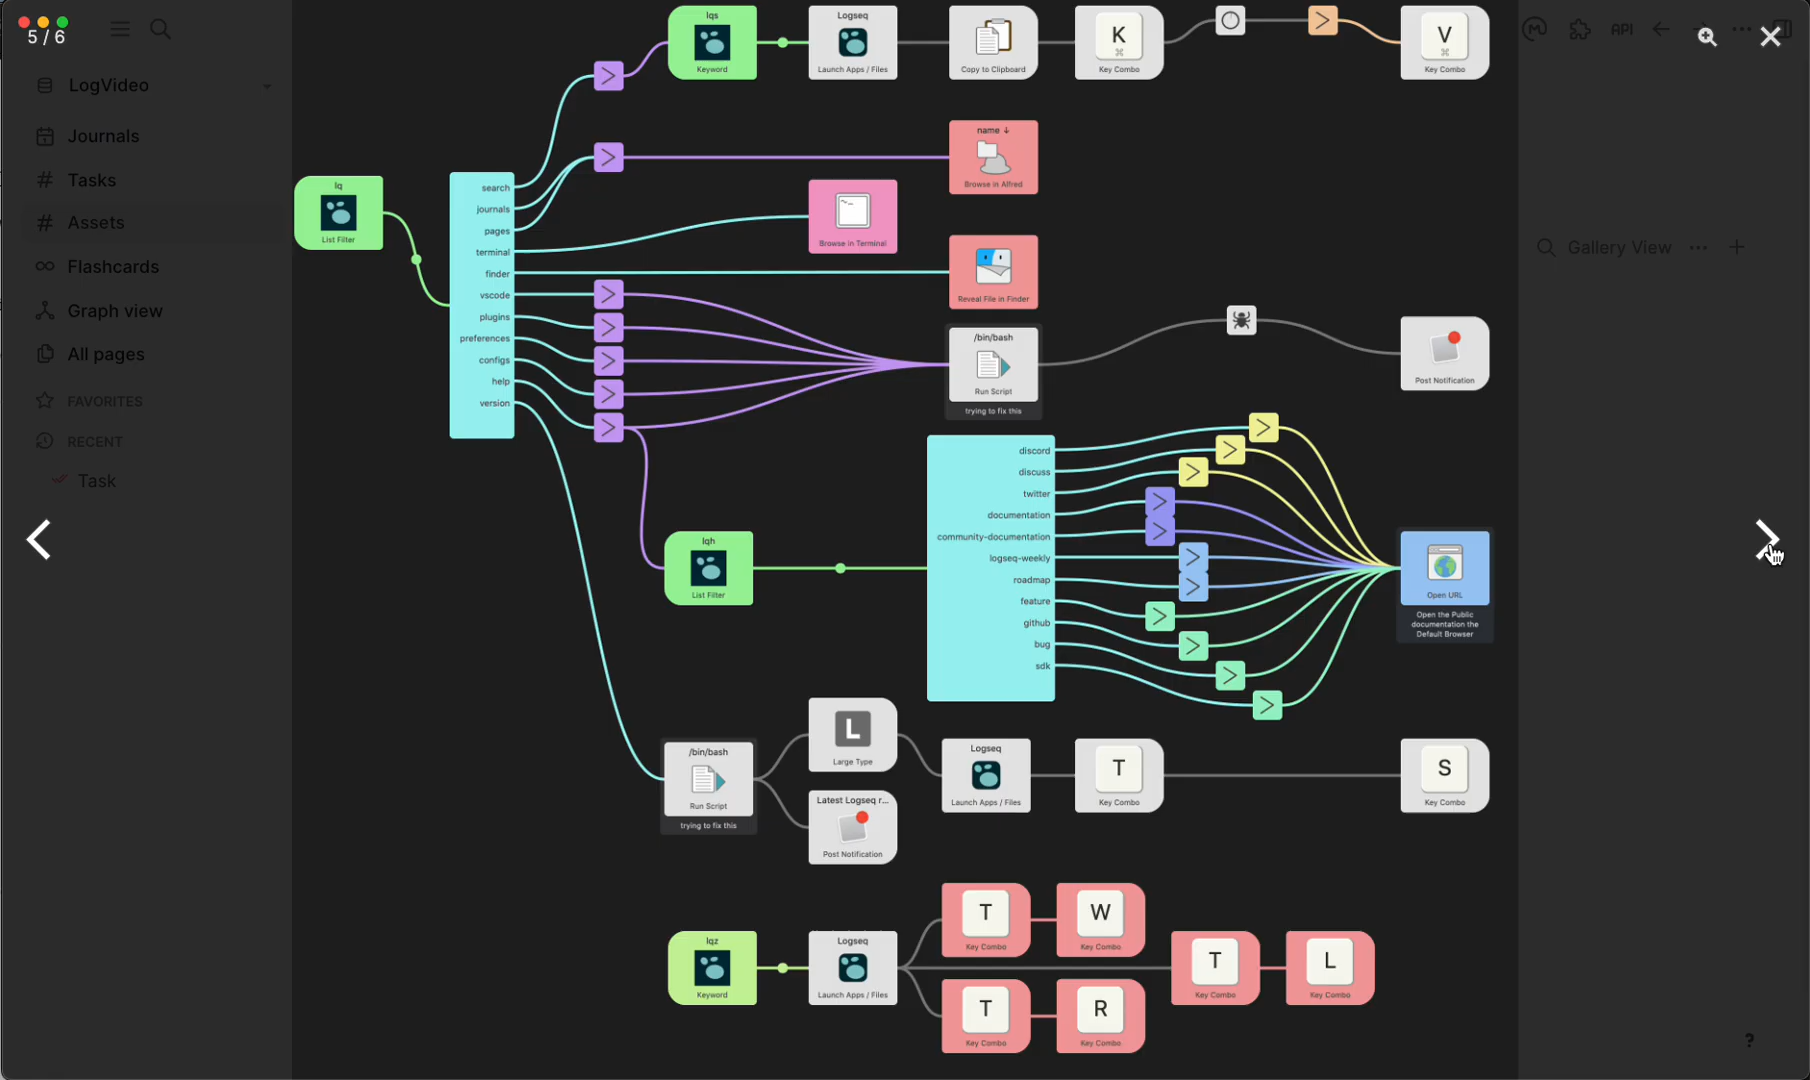 5 / 6
LogVideo
Journals
Tasks
Assets
Flashcards
Graph view
All pages
FAVORITES
RECENT
Task
lq
List Filter
search
journals
pages
terminal
finder
vscode
plugins
preferences
configs
help
version
lqs
Keyword
Logseq
Launch Apps / Files
Copy to Clipboard
K
⌘
Key Combo
V
⌘
Key Combo
API
name ↓
Browse in Alfred
Browse in Terminal
Reveal File in Finder
/bin/bash
Run Script
trying to fix this
Post Notification
Gallery View
lqh
List Filter
discord
discuss
twitter
documentation
community-documentation
logseq-weekly
roadmap
feature
github
bug
sdk
Open URL
Open the Public
documentation the
Default Browser
/bin/bash
Run Script
trying to fix this
L
Large Type
Latest Logseq r...
Post Notification
Logseq
Launch Apps / Files
T
Key Combo
S
Key Combo
lqz
Keyword
Logseq
Launch Apps / Files
T
Key Combo
W
Key Combo
T
Key Combo
L
Key Combo
T
Key Combo
R
Key Combo
?